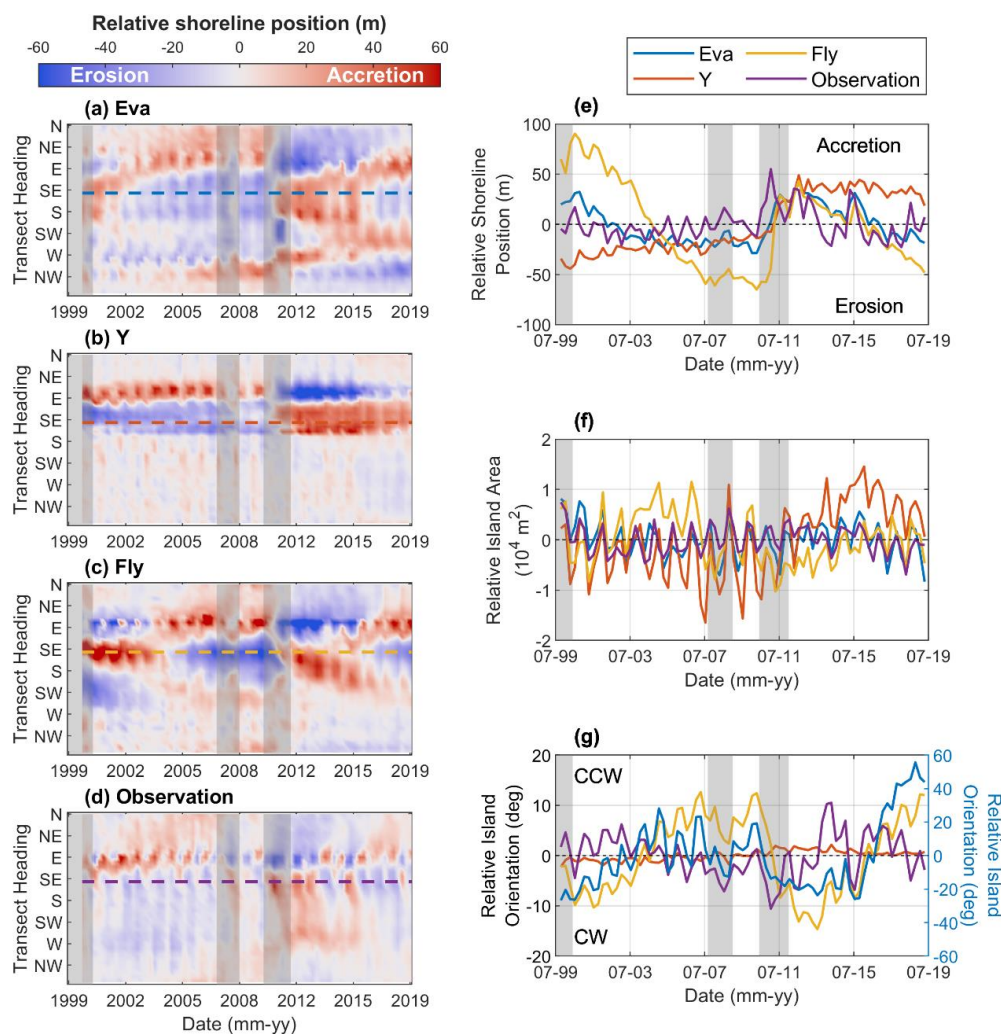 Relative shoreline position (m)
-60 -40 -20 0 20 40 60
Erosion Accretion
(a) Eva
Transect Heading
N
NE
E
SE
S
SW
W
NW
1999 2002 2005 2008 2012 2015 2019
(b) Y
Transect Heading
N
NE
E
SE
S
SW
W
NW
1999 2002 2005 2008 2012 2015 2019
(c) Fly
Transect Heading
N
NE
E
SE
S
SW
W
NW
1999 2002 2005 2008 2012 2015 2019
(d) Observation
Transect Heading
N
NE
E
SE
S
SW
W
NW
1999 2002 2005 2008 2012 2015 2019
Date (mm-yy)
Eva Fly
Y Observation
(e)
Relative Shoreline
Position (m)
100
50
0
-50
-100
Accretion
Erosion
07-99 07-03 07-07 07-11 07-15 07-19
Date (mm-yy)
(f)
Relative Island Area
(10⁴ m²)
2
1
0
-1
-2
07-99 07-03 07-07 07-11 07-15 07-19
Date (mm-yy)
(g)
Relative Island
Orientation (deg)
20
10
0
-10
-20
CCW
CW
60
40
20
0
-20
-40
-60
Relative Island
Orientation (deg)
07-99 07-03 07-07 07-11 07-15 07-19
Date (mm-yy)